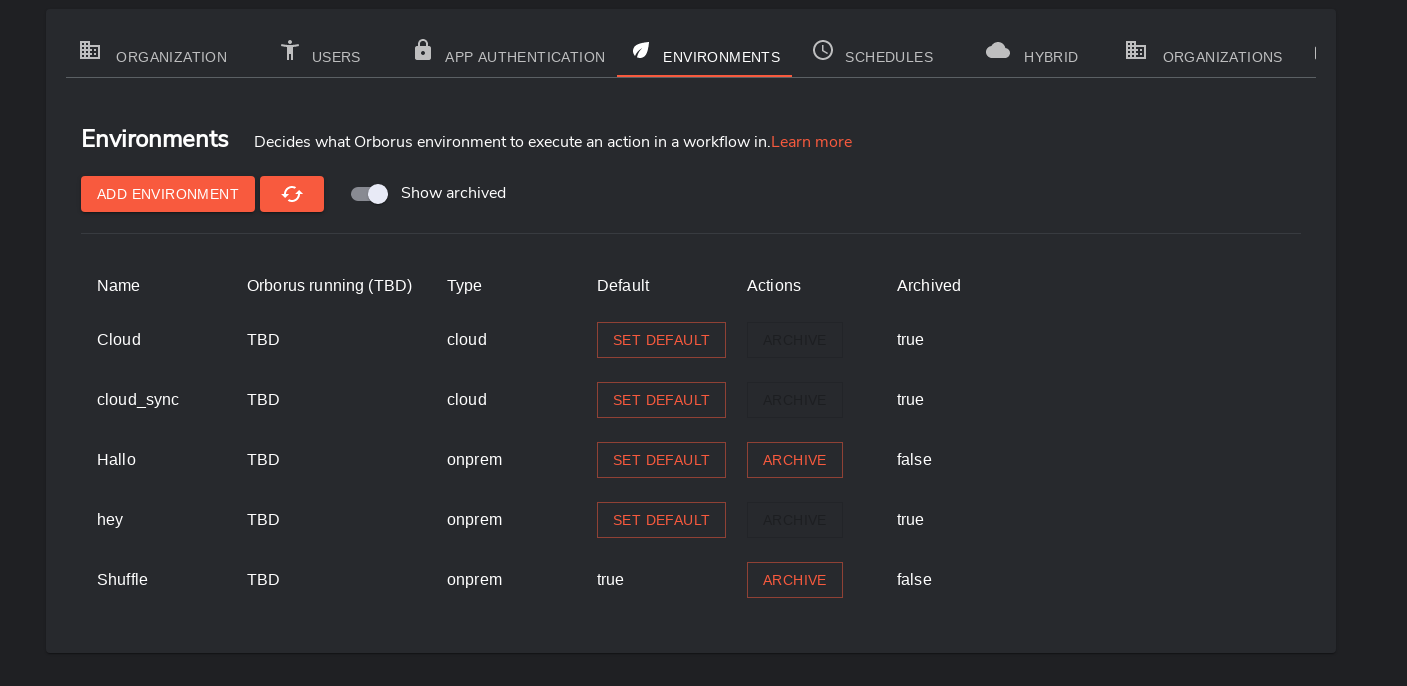 ORGANIZATION USERS APP AUTHENTICATION ENVIRONMENTS SCHEDULES HYBRID ORGANIZATIONS
Environments Decides what Orborus environment to execute an action in a workflow in.Learn more
ADD ENVIRONMENT Show archived
Name Orborus running (TBD) Type Default Actions Archived
Cloud TBD cloud SET DEFAULT ARCHIVE true
cloud_sync TBD cloud SET DEFAULT ARCHIVE true
Hallo TBD onprem SET DEFAULT ARCHIVE false
hey TBD onprem SET DEFAULT ARCHIVE true
Shuffle TBD onprem true ARCHIVE false